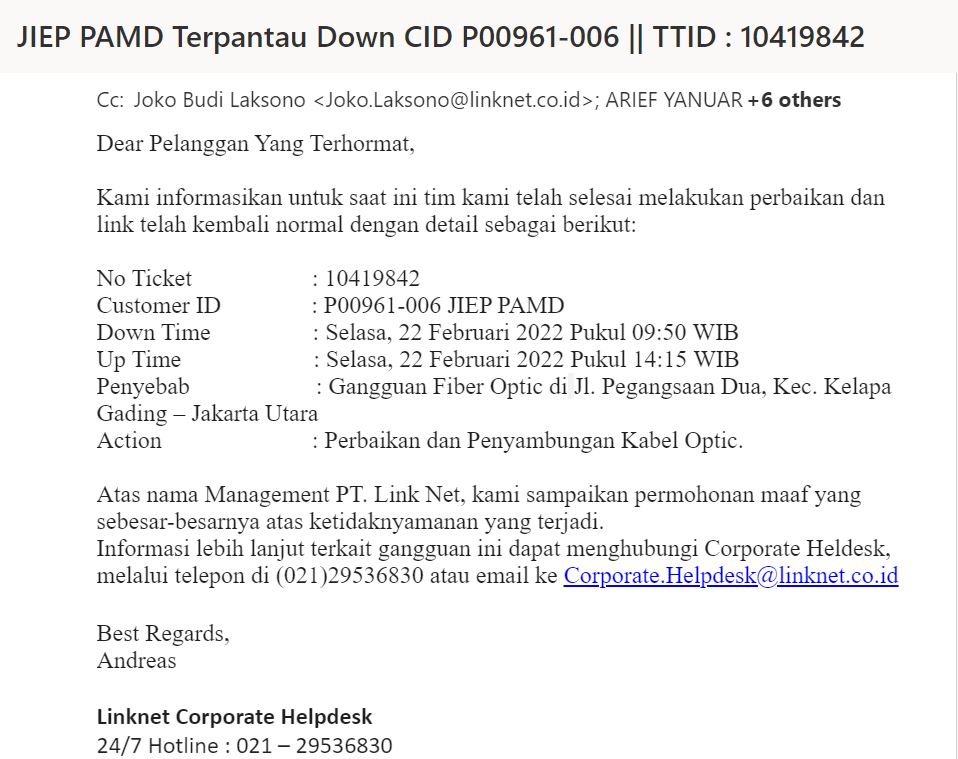 JIEP PAMD Terpantau Down CID P00961-006 || TTID : 10419842
Cc: Joko Budi Laksono <Joko.Laksono@linknet.co.id>; ARIEF YANUAR +6 others
Dear Pelanggan Yang Terhormat,
Kami informasikan untuk saat ini tim kami telah selesai melakukan perbaikan dan
link telah kembali normal dengan detail sebagai berikut:
No Ticket : 10419842
Customer ID : P00961-006 JIEP PAMD
Down Time : Selasa, 22 Februari 2022 Pukul 09:50 WIB
Up Time : Selasa, 22 Februari 2022 Pukul 14:15 WIB
Penyebab : Gangguan Fiber Optic di Jl. Pegangsaan Dua, Kec. Kelapa
Gading – Jakarta Utara
Action : Perbaikan dan Penyambungan Kabel Optic.
Atas nama Management PT. Link Net, kami sampaikan permohonan maaf yang
sebesar-besarnya atas ketidaknyamanan yang terjadi.
Informasi lebih lanjut terkait gangguan ini dapat menghubungi Corporate Heldesk,
melalui telepon di (021)29536830 atau email ke Corporate.Helpdesk@linknet.co.id
Best Regards,
Andreas
Linknet Corporate Helpdesk
24/7 Hotline : 021 – 29536830